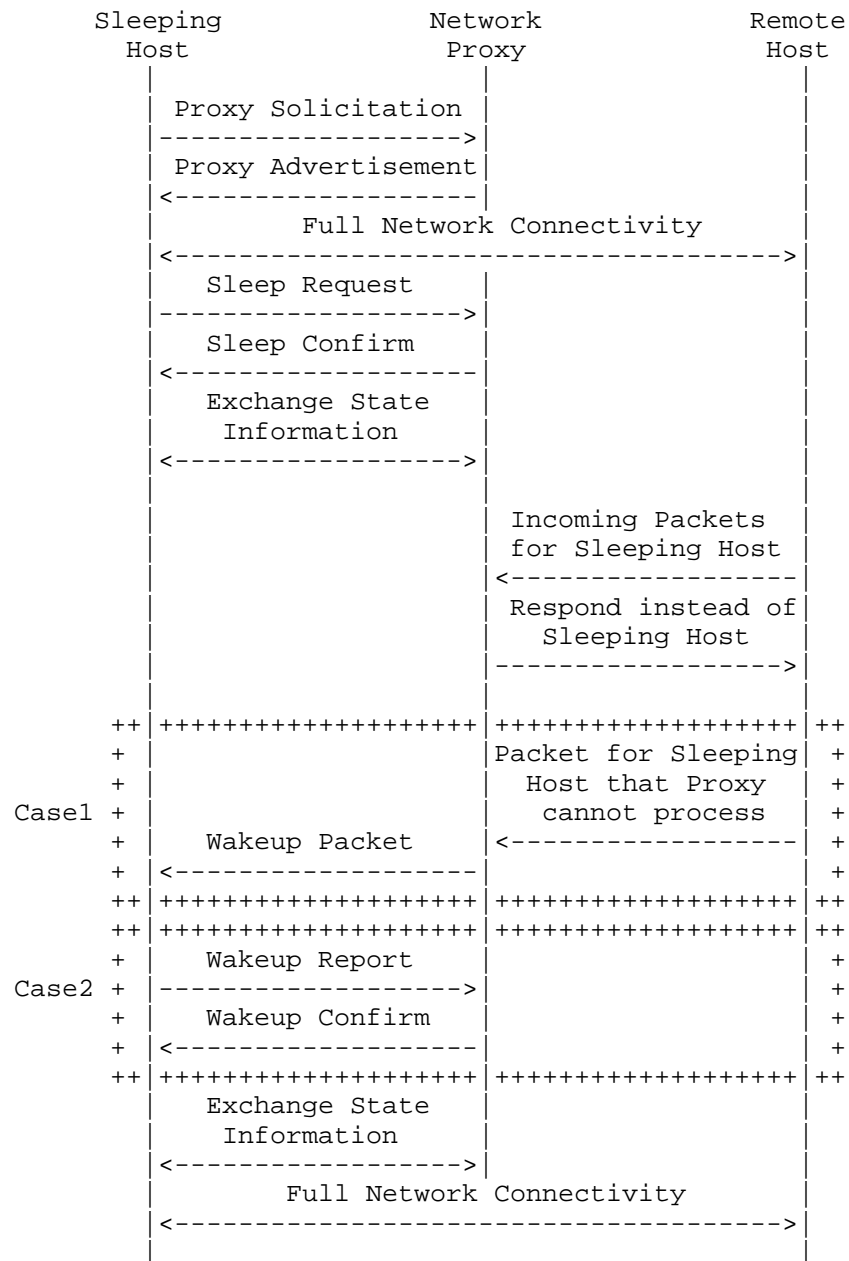 Sleeping Network Remote
Host Proxy Host
Proxy Solicitation
Proxy Advertisement
Full Network Connectivity
Sleep Request
Sleep Confirm
Exchange State
Information
Incoming Packets
for Sleeping Host
Respond instead of
Sleeping Host
Packet for Sleeping
Host that Proxy
Case1 cannot process
Wakeup Packet
Wakeup Report
Case2
Wakeup Confirm
Exchange State
Information
Full Network Connectivity